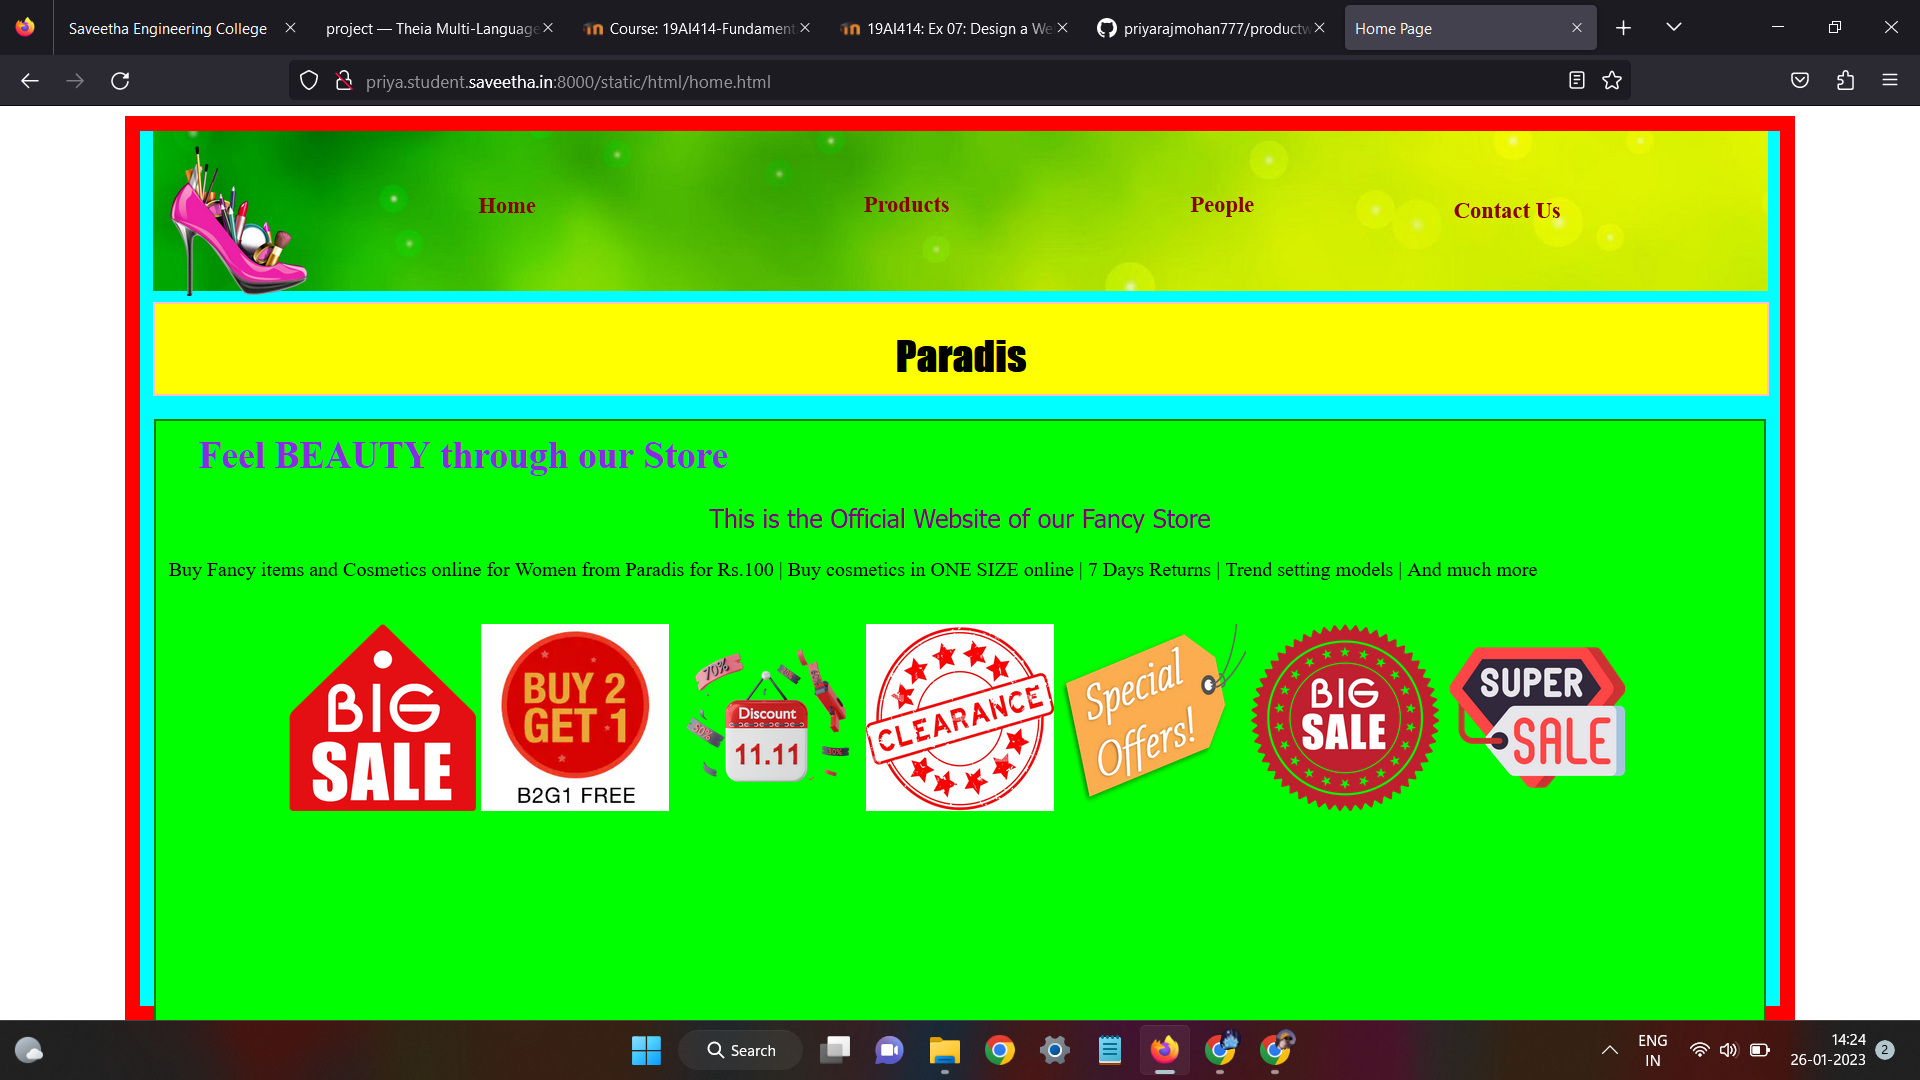 Saveetha Engineering College
project — Theia Multi-Language
Course: 19AI414-Fundament
19AI414: Ex 07: Design a We
priyarajmohan777/productw
Home Page
priya.student.saveetha.in:8000/static/html/home.html
Home
Products
People
Contact Us
Paradis
Feel BEAUTY through our Store
This is the Official Website of our Fancy Store
Buy Fancy items and Cosmetics online for Women from Paradis for Rs.100 | Buy cosmetics in ONE SIZE online | 7 Days Returns | Trend setting models | And much more
BIG
SALE
BUY 2
GET 1
B2G1 FREE
70%
50%
Discount
11.11
CLEARANCE
Special
Offers!
BIG
SALE
SUPER
SALE
Search
ENG
IN
14:24
26-01-2023
2